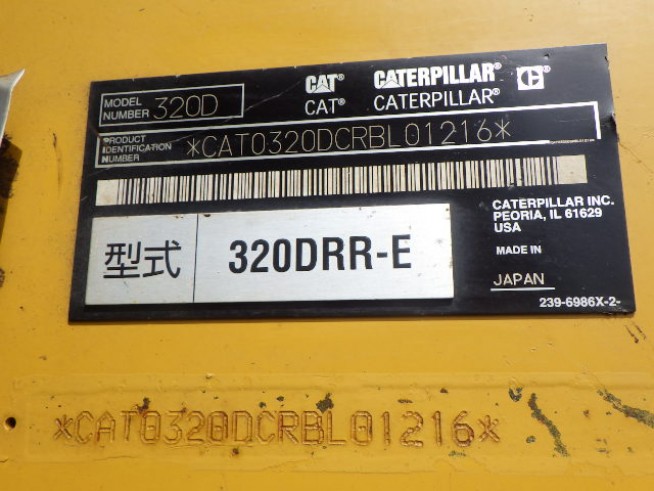 MODEL NUMBER 320D
CAT® CATERPILLAR® C®
CAT® CATERPILLAR®
PRODUCT IDENTIFICATION NUMBER *CAT0320DCRBL01216*
CATERPILLAR INC.
PEORIA, IL 61629
USA
型式 320DRR-E
MADE IN
JAPAN
239-6986X-2-
*CAT0320DCRBL01216*